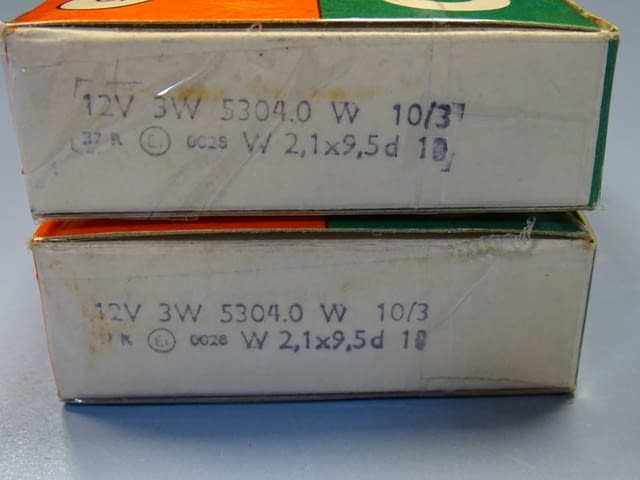 12V 3W 5304.0 W 10/3
37 R E1 0028 W 2,1x9,5d 10
12V 3W 5304.0 W 10/3
R E1 0028 W 2,1x9,5d 10